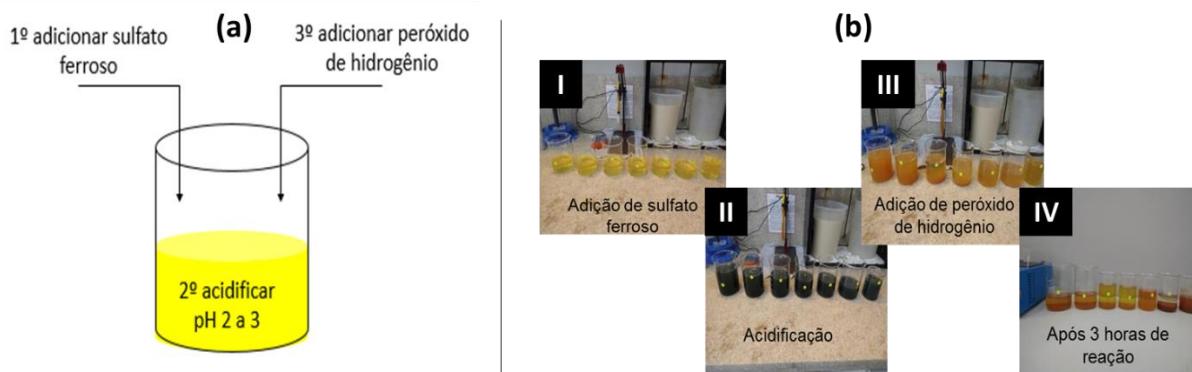 (a)
1º adicionar sulfato
ferroso
3º adicionar peróxido
de hidrogênio
2º acidificar
pH 2 a 3
(b)
I
Adição de sulfato
ferroso
II
Acidificação
III
Adição de peróxido
de hidrogênio
IV
Após 3 horas de
reação